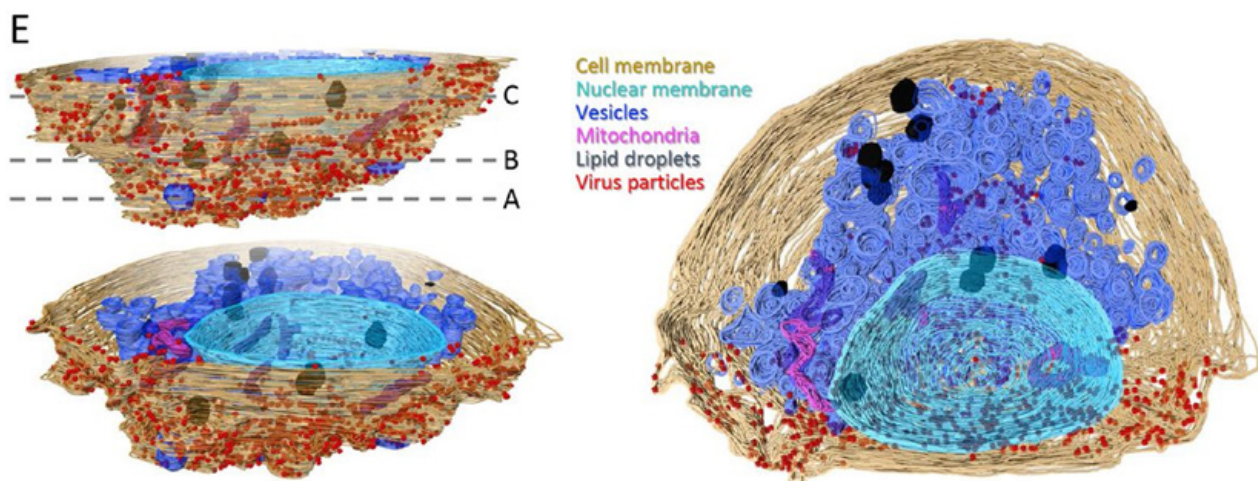 E
C
B
A
Cell membrane
Nuclear membrane
Vesicles
Mitochondria
Lipid droplets
Virus particles